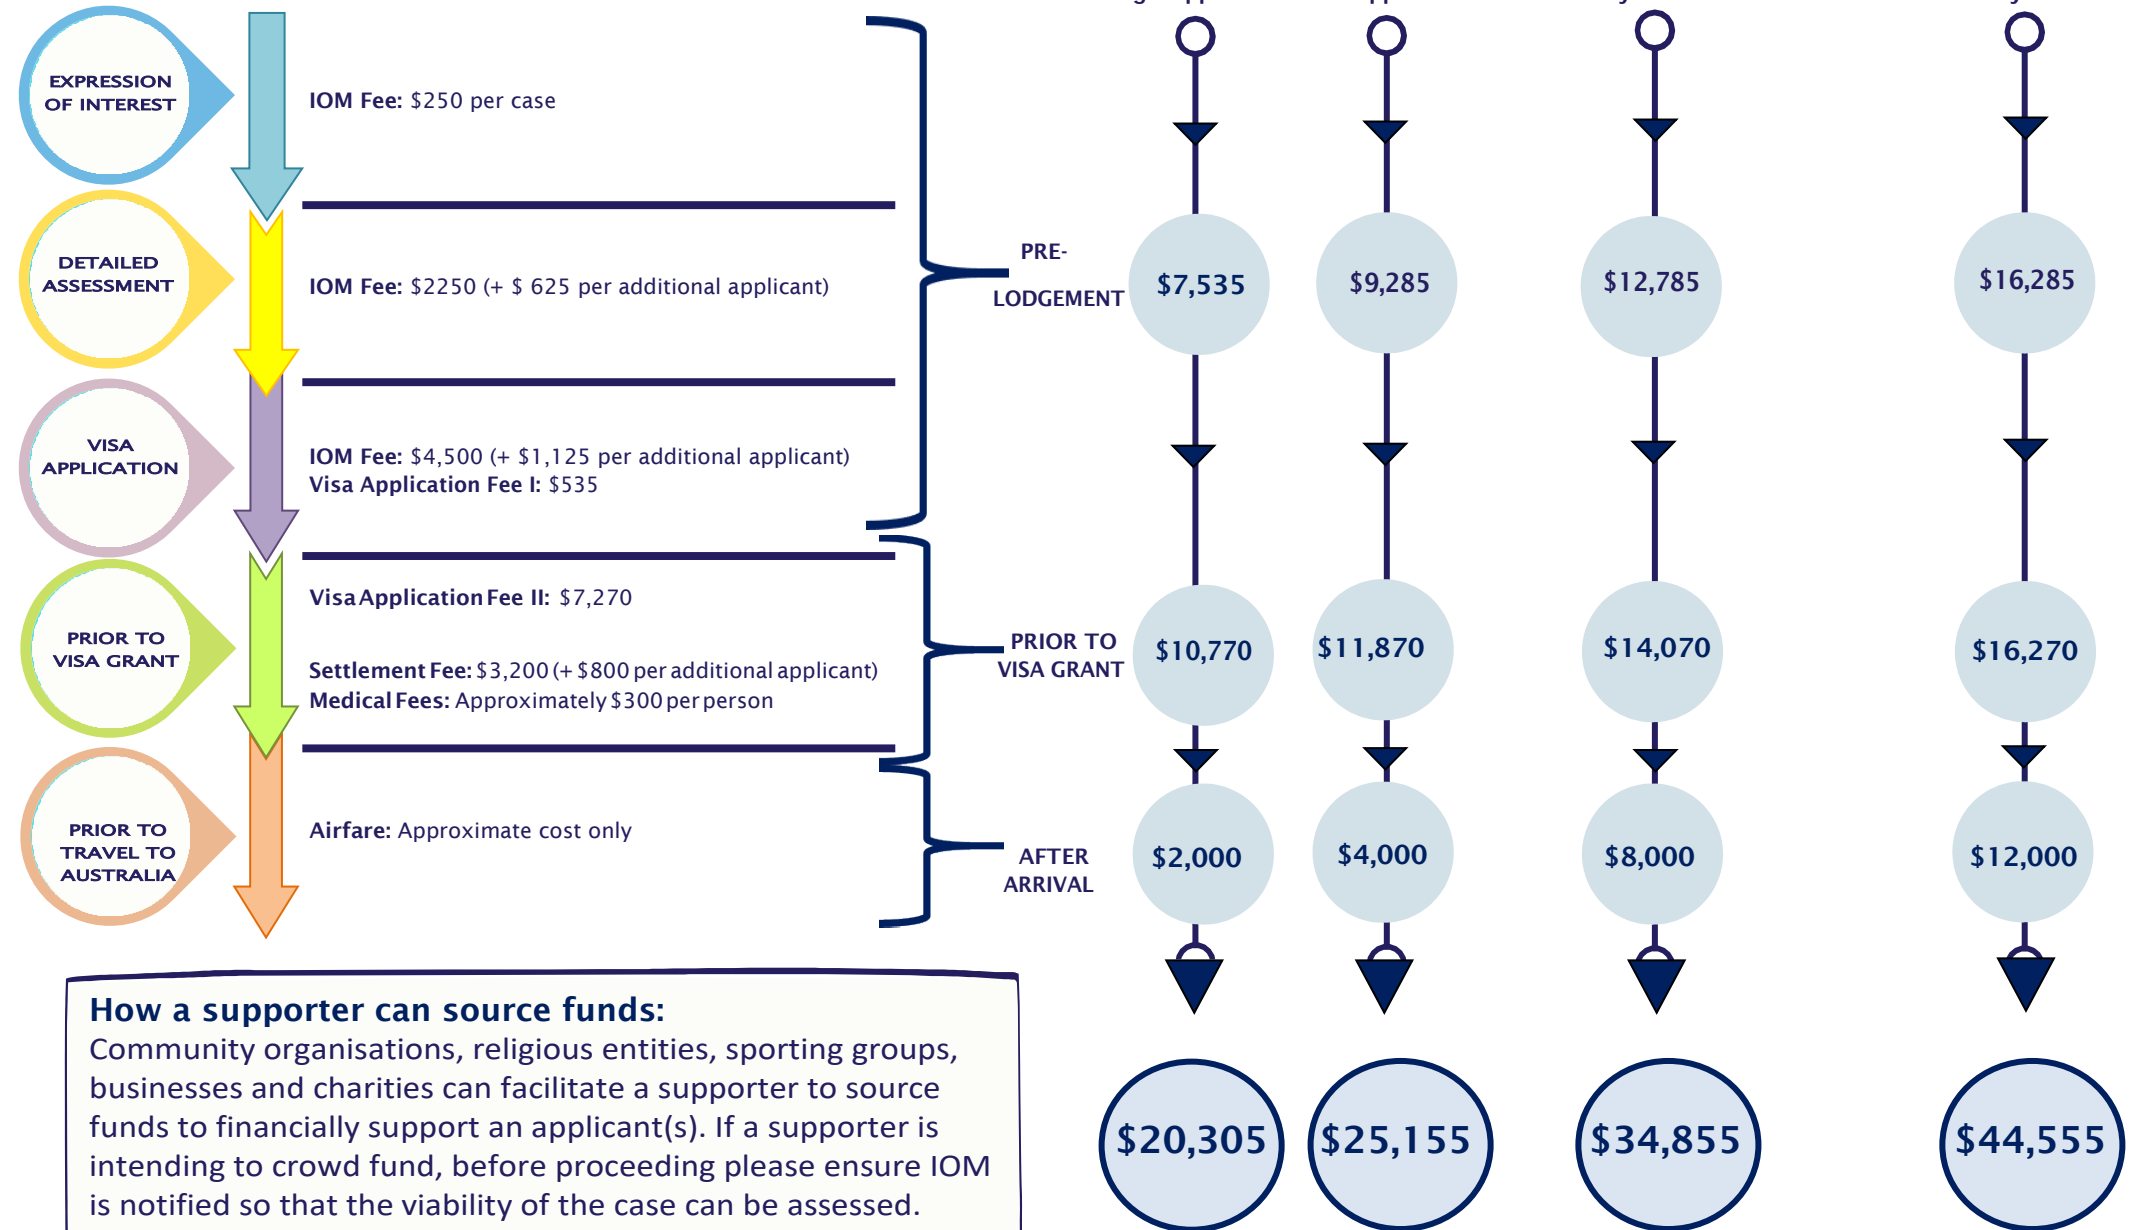 EXPRESSION
OF INTEREST
IOM Fee: $250 per case
DETAILED
ASSESSMENT
IOM Fee: $2250 (+ $ 625 per additional applicant)
VISA
APPLICATION
IOM Fee: $4,500 (+ $1,125 per additional applicant)
Visa Application Fee I: $535
PRE-
LODGEMENT
$7,535
$9,285
$12,785
$16,285
PRIOR TO
VISA GRANT
Visa Application Fee II: $7,270
Settlement Fee: $3,200 (+ $800 per additional applicant)
Medical Fees: Approximately $300 per person
PRIOR TO
VISA GRANT
$10,770
$11,870
$14,070
$16,270
PRIOR TO
TRAVEL TO
AUSTRALIA
Airfare: Approximate cost only
AFTER
ARRIVAL
$2,000
$4,000
$8,000
$12,000
How a supporter can source funds:
Community organisations, religious entities, sporting groups,
businesses and charities can facilitate a supporter to source
funds to financially support an applicant(s). If a supporter is
intending to crowd fund, before proceeding please ensure IOM
is notified so that the viability of the case can be assessed.
$20,305
$25,155
$34,855
$44,555